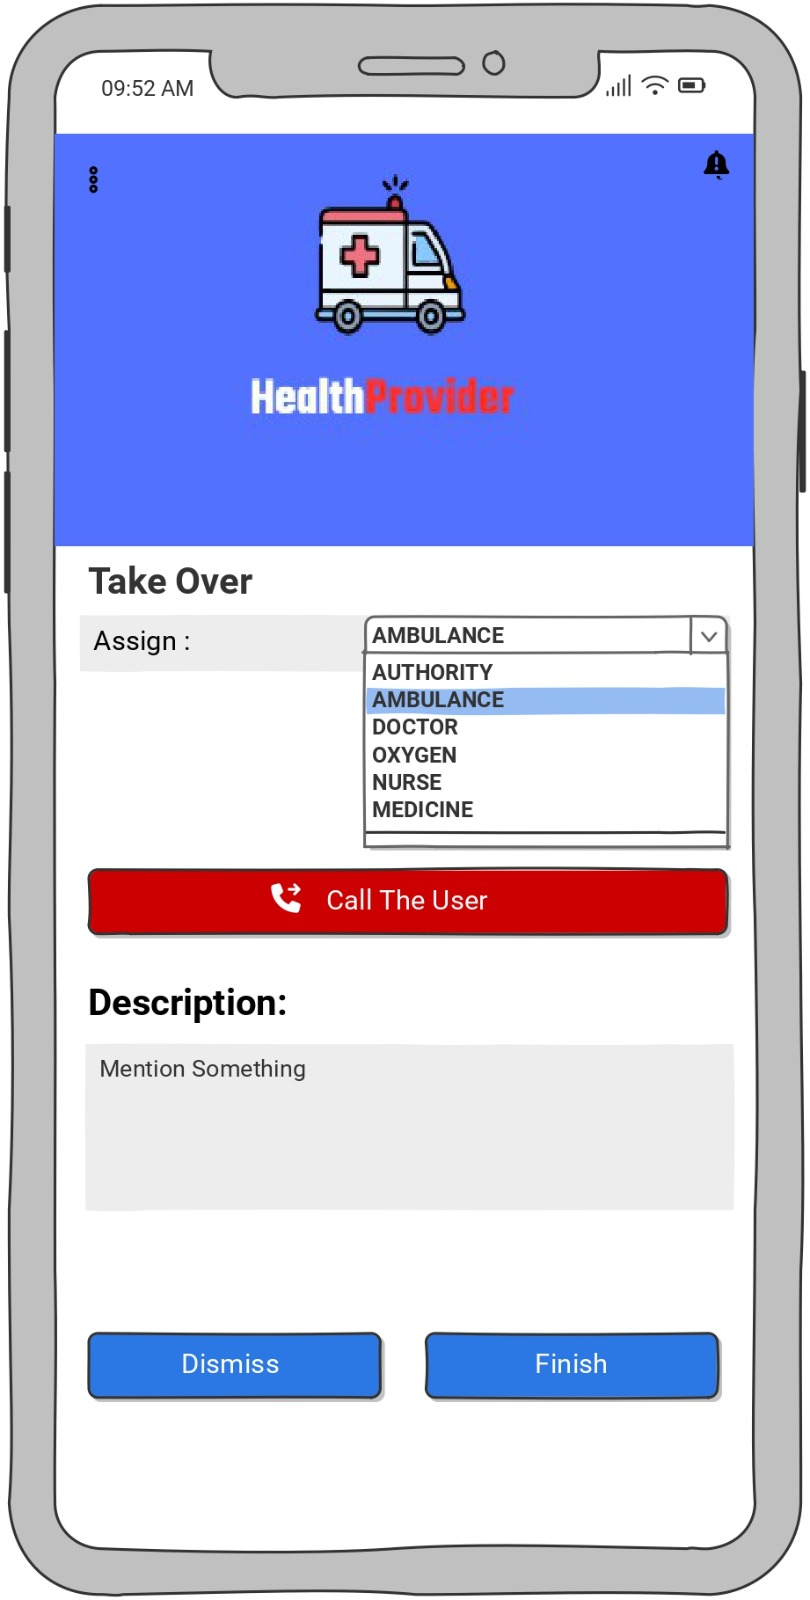 09:52 AM
HealthProvider
Take Over
Assign :
AMBULANCE
AUTHORITY
AMBULANCE
DOCTOR
OXYGEN
NURSE
MEDICINE
Call The User
Description:
Mention Something
Dismiss
Finish